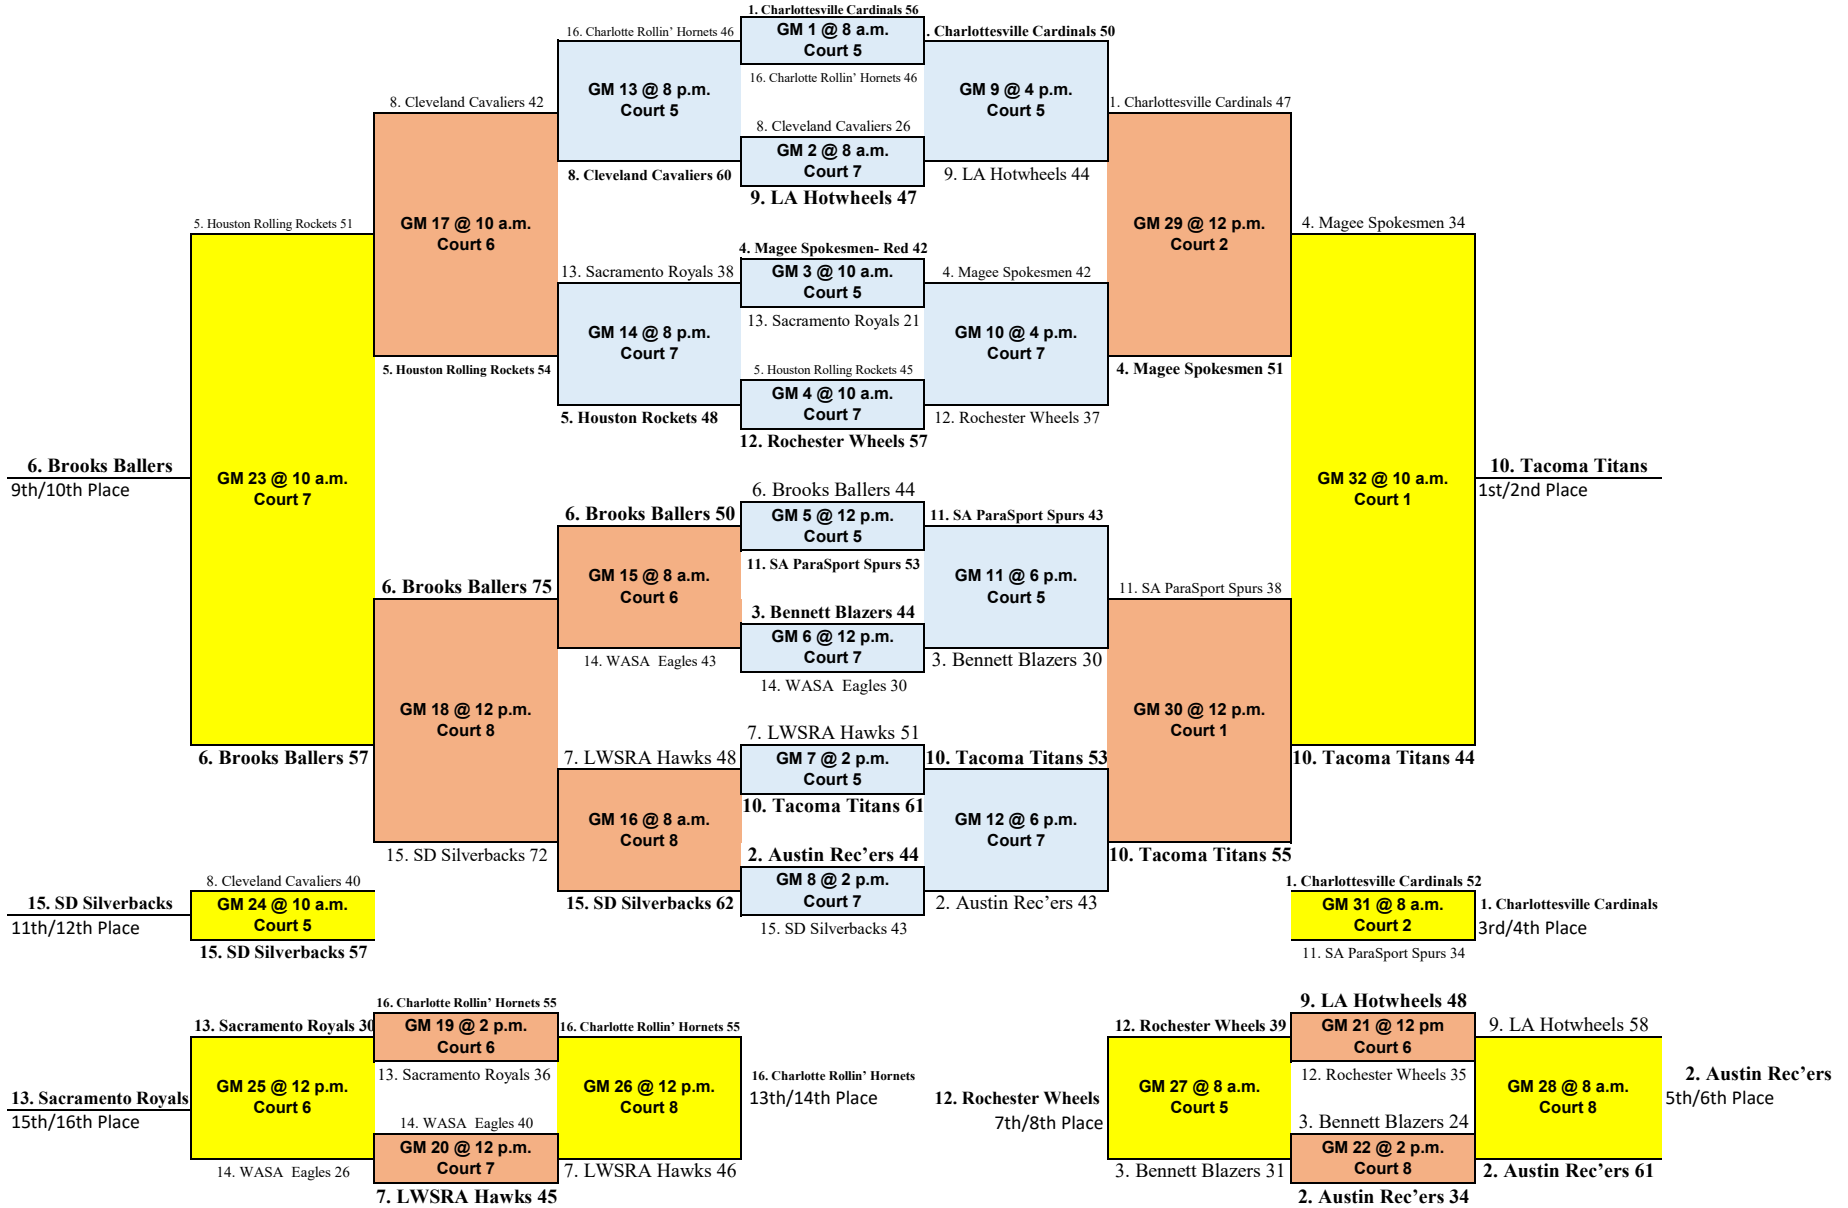 1. Charlottesville Cardinals 56
16. Charlotte Rollin' Hornets 46
GM 1 @ 8 a.m.
Court 5
. Charlottesville Cardinals 50
16. Charlotte Rollin' Hornets 46
GM 13 @ 8 p.m.
Court 5
GM 9 @ 4 p.m.
Court 5
8. Cleveland Cavaliers 42
1. Charlottesville Cardinals 47
8. Cleveland Cavaliers 26
GM 2 @ 8 a.m.
Court 7
8. Cleveland Cavaliers 60
9. LA Hotwheels 44
9. LA Hotwheels 47
5. Houston Rolling Rockets 51
GM 17 @ 10 a.m.
Court 6
GM 29 @ 12 p.m.
Court 2
4. Magee Spokesmen 34
4. Magee Spokesmen- Red 42
13. Sacramento Royals 38
GM 3 @ 10 a.m.
Court 5
4. Magee Spokesmen 42
13. Sacramento Royals 21
GM 14 @ 8 p.m.
Court 7
GM 10 @ 4 p.m.
Court 7
5. Houston Rolling Rockets 54
5. Houston Rolling Rockets 45
4. Magee Spokesmen 51
GM 4 @ 10 a.m.
Court 7
5. Houston Rockets 48
12. Rochester Wheels 37
12. Rochester Wheels 57
6. Brooks Ballers
9th/10th Place
GM 23 @ 10 a.m.
Court 7
GM 32 @ 10 a.m.
Court 1
10. Tacoma Titans
1st/2nd Place
6. Brooks Ballers 44
6. Brooks Ballers 50
GM 5 @ 12 p.m.
Court 5
11. SA ParaSport Spurs 43
11. SA ParaSport Spurs 53
GM 15 @ 8 a.m.
Court 6
GM 11 @ 6 p.m.
Court 5
6. Brooks Ballers 75
11. SA ParaSport Spurs 38
3. Bennett Blazers 44
GM 6 @ 12 p.m.
Court 7
14. WASA  Eagles 43
3. Bennett Blazers 30
14. WASA  Eagles 30
GM 18 @ 12 p.m.
Court 8
GM 30 @ 12 p.m.
Court 1
7. LWSRA Hawks 51
6. Brooks Ballers 57
7. LWSRA Hawks 48
GM 7 @ 2 p.m.
Court 5
10. Tacoma Titans 53
10. Tacoma Titans 44
10. Tacoma Titans 61
GM 16 @ 8 a.m.
Court 8
GM 12 @ 6 p.m.
Court 7
15. SD Silverbacks 72
2. Austin Rec'ers 44
10. Tacoma Titans 55
GM 8 @ 2 p.m.
Court 7
15. SD Silverbacks 62
2. Austin Rec'ers 43
15. SD Silverbacks 43
8. Cleveland Cavaliers 40
15. SD Silverbacks
11th/12th Place
GM 24 @ 10 a.m.
Court 5
15. SD Silverbacks 57
1. Charlottesville Cardinals 52
GM 31 @ 8 a.m.
Court 2
1. Charlottesville Cardinals
3rd/4th Place
11. SA ParaSport Spurs 34
16. Charlotte Rollin' Hornets 55
13. Sacramento Royals 30
GM 19 @ 2 p.m.
Court 6
16. Charlotte Rollin' Hornets 55
13. Sacramento Royals 36
13. Sacramento Royals
15th/16th Place
GM 25 @ 12 p.m.
Court 6
GM 26 @ 12 p.m.
Court 8
16. Charlotte Rollin' Hornets
13th/14th Place
14. WASA  Eagles 40
GM 20 @ 12 p.m.
Court 7
14. WASA  Eagles 26
7. LWSRA Hawks 46
7. LWSRA Hawks 45
9. LA Hotwheels 48
12. Rochester Wheels 39
GM 21 @ 12 pm
Court 6
9. LA Hotwheels 58
12. Rochester Wheels 35
12. Rochester Wheels
7th/8th Place
GM 27 @ 8 a.m.
Court 5
GM 28 @ 8 a.m.
Court 8
2. Austin Rec'ers
5th/6th Place
3. Bennett Blazers 24
GM 22 @ 2 p.m.
Court 8
3. Bennett Blazers 31
2. Austin Rec'ers 61
2. Austin Rec'ers 34